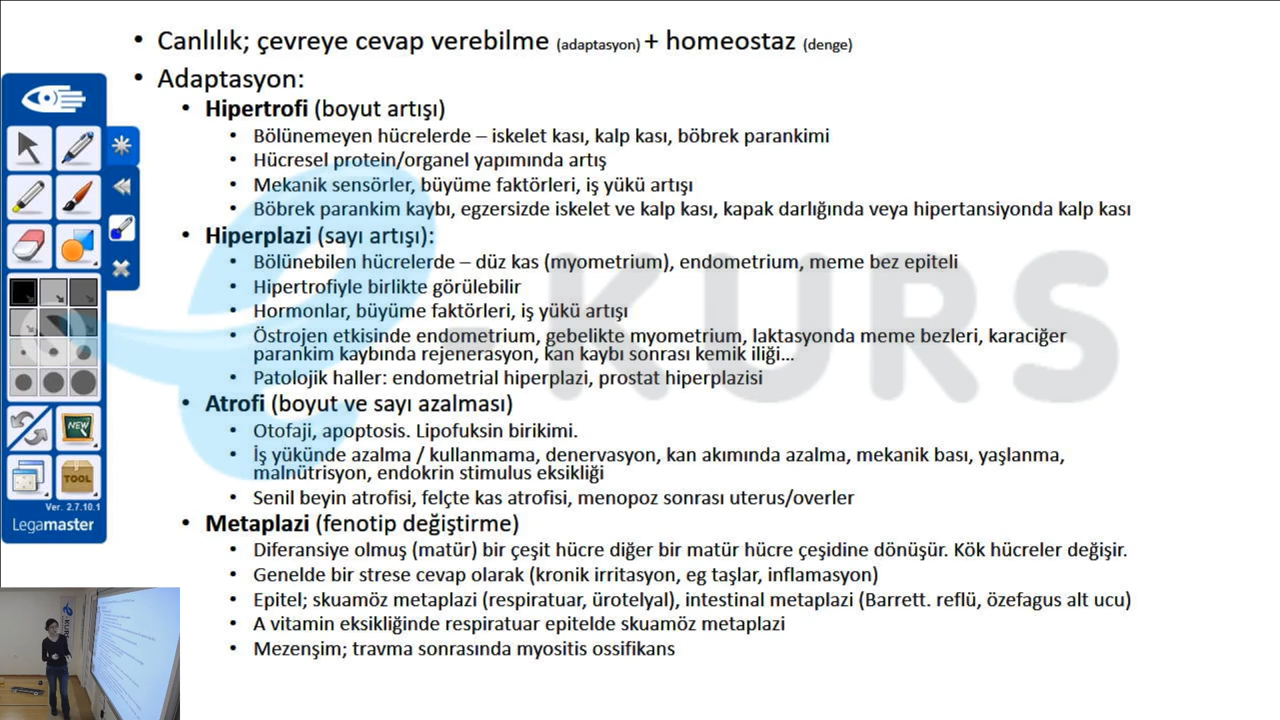 • Canlılık; çevreye cevap verebilme (adaptasyon) + homeostaz (denge)
• Adaptasyon:
• Hipertrofi (boyut artışı)
• Bölünemeyen hücrelerde – iskelet kası, kalp kası, böbrek parankimi
• Hücresel protein/organel yapımında artış
• Mekanik sensörler, büyüme faktörleri, iş yükü artışı
• Böbrek parankim kaybı, egzersizde iskelet ve kalp kası, kapak darlığında veya hipertansiyonda kalp kası
• Hiperplazi (sayı artışı):
• Bölünebilen hücrelerde – düz kas (myometrium), endometrium, meme bez epiteli
• Hipertrofiyle birlikte görülebilir
• Hormonlar, büyüme faktörleri, iş yükü artışı
• Östrojen etkisinde endometrium, gebelikte myometrium, laktasyonda meme bezleri, karaciğer
parankim kaybında rejenerasyon, kan kaybı sonrası kemik iliği...
• Patolojik haller: endometrial hiperplazi, prostat hiperplazisi
• Atrofi (boyut ve sayı azalması)
• Otofaji, apoptosis. Lipofuksin birikimi.
• İş yükünde azalma / kullanmama, denervasyon, kan akımında azalma, mekanik bası, yaşlanma,
malnütrisyon, endokrin stimulus eksikliği
• Senil beyin atrofisi, felçte kas atrofisi, menopoz sonrası uterus/overler
• Metaplazi (fenotip değiştirme)
• Diferansiye olmuş (matür) bir çeşit hücre diğer bir matür hücre çeşidine dönüşür. Kök hücreler değişir.
• Genelde bir strese cevap olarak (kronik irritasyon, eg taşlar, inflamasyon)
• Epitel; skuamöz metaplazi (respiratuar, ürotelyal), intestinal metaplazi (Barrett. reflü, özefagus alt ucu)
• A vitamin eksikliğinde respiratuar epitelde skuamöz metaplazi
• Mezenşim; travma sonrasında myositis ossifikans
e-KURS
NEW
TOOL
Ver. 2.7.10.1
Legamaster